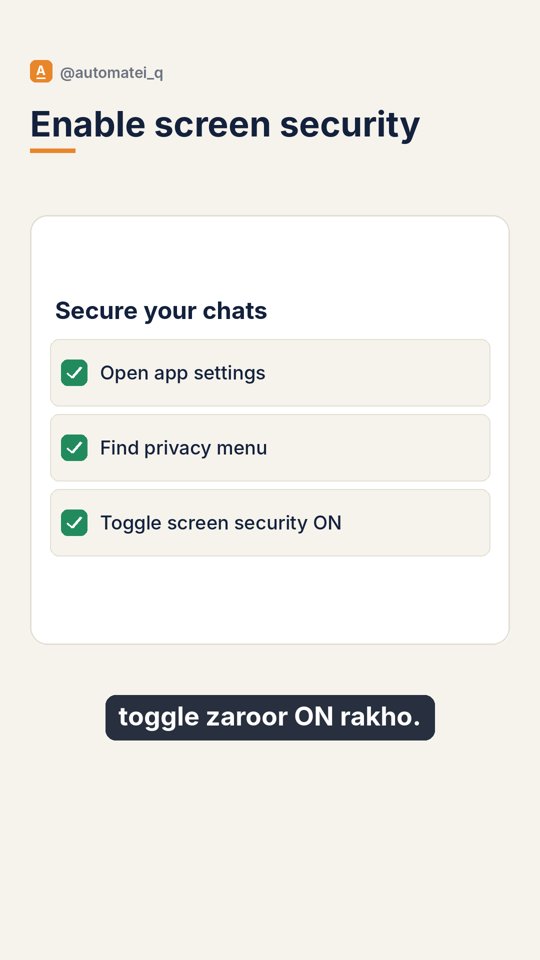 A
@automatei_q
Enable screen security
Secure your chats
Open app settings
Find privacy menu
Toggle screen security ON
toggle zaroor ON rakho.